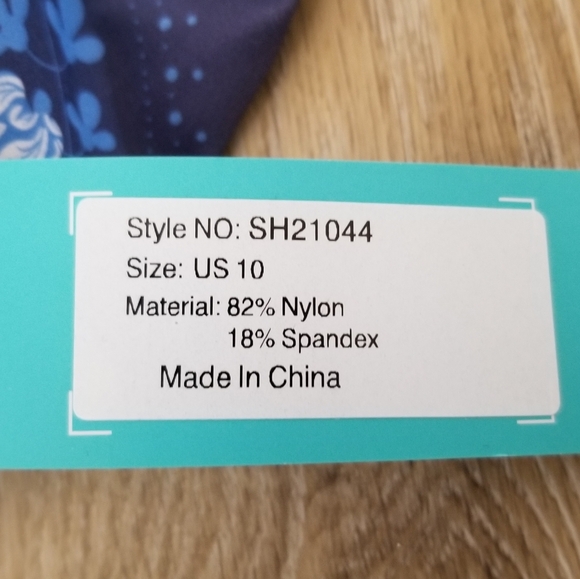 Style NO: SH21044
Size: US 10
Material: 82% Nylon
18% Spandex
Made In China